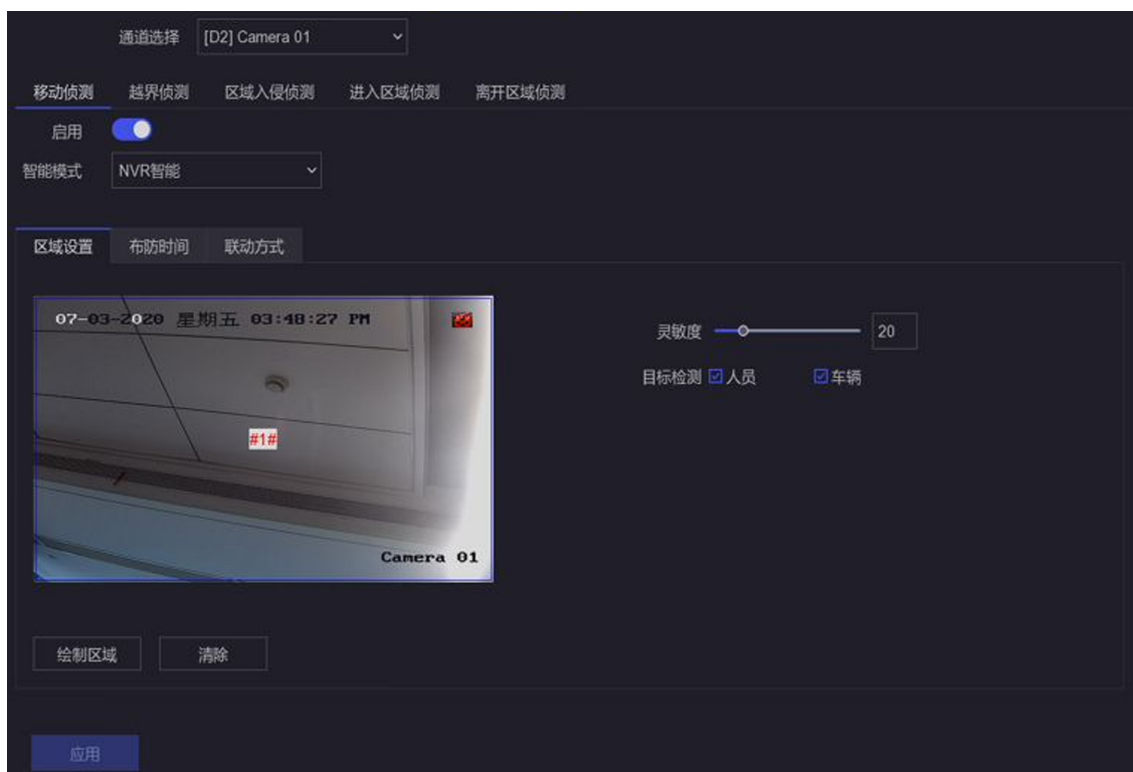 通道选择 [D2] Camera 01
移动侦测 越界侦测 区域入侵侦测 进入区域侦测 离开区域侦测
启用
智能模式 NVR智能
区域设置 布防时间 联动方式
07-03-2020 星期五 03:48:27 PM
灵敏度 20
目标检测 人员 车辆
#1#
Camera 01
绘制区域 清除
应用